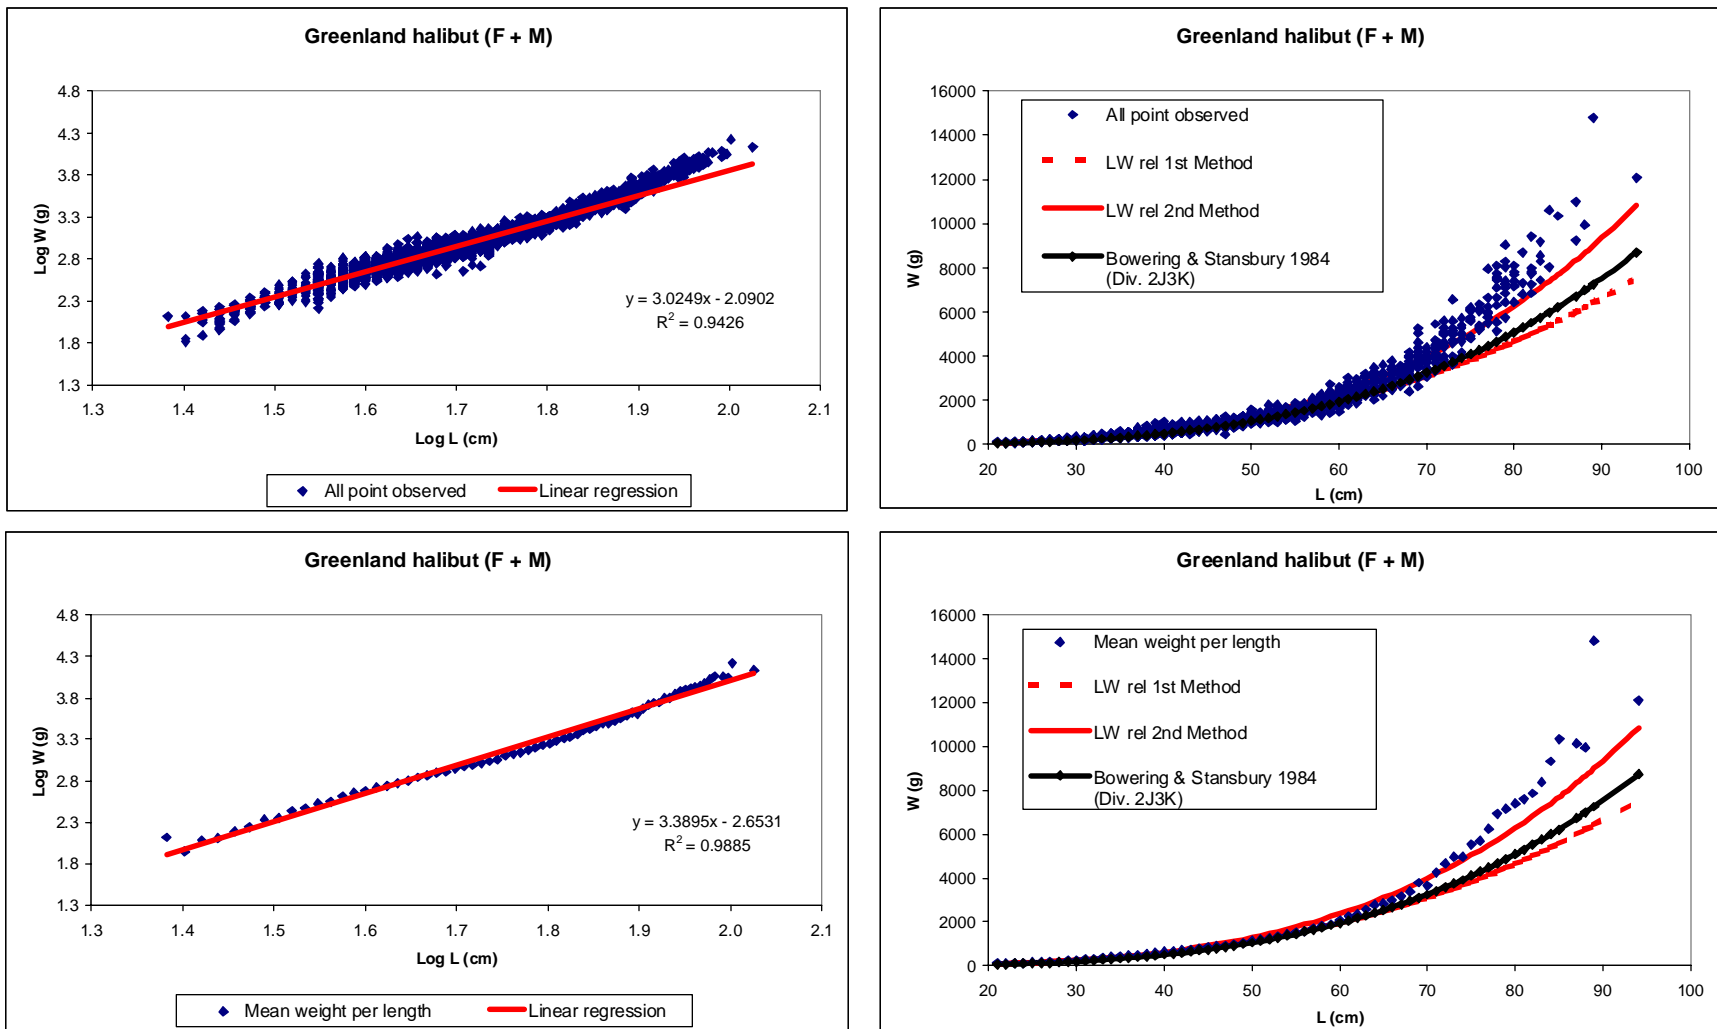 Greenland halibut (F + M)
4.8
4.3
3.8
3.3
2.8
2.3
1.8
1.3
Log W (g)
y = 3.0249x - 2.0902
R² = 0.9426
1.3 1.4 1.5 1.6 1.7 1.8 1.9 2.0 2.1
Log L (cm)
All point observed Linear regression
Greenland halibut (F + M)
16000
14000
12000
10000
8000
6000
4000
2000
0
W (g)
All point observed
LW rel 1st Method
LW rel 2nd Method
Bowering & Stansbury 1984
(Div. 2J3K)
20 30 40 50 60 70 80 90 100
L (cm)
Greenland halibut (F + M)
4.8
4.3
3.8
3.3
2.8
2.3
1.8
1.3
Log W (g)
y = 3.3895x - 2.6531
R² = 0.9885
1.3 1.4 1.5 1.6 1.7 1.8 1.9 2.0 2.1
Log L (cm)
Mean weight per length Linear regression
Greenland halibut (F + M)
16000
14000
12000
10000
8000
6000
4000
2000
0
W (g)
Mean weight per length
LW rel 1st Method
LW rel 2nd Method
Bowering & Stansbury 1984
(Div. 2J3K)
20 30 40 50 60 70 80 90 100
L (cm)